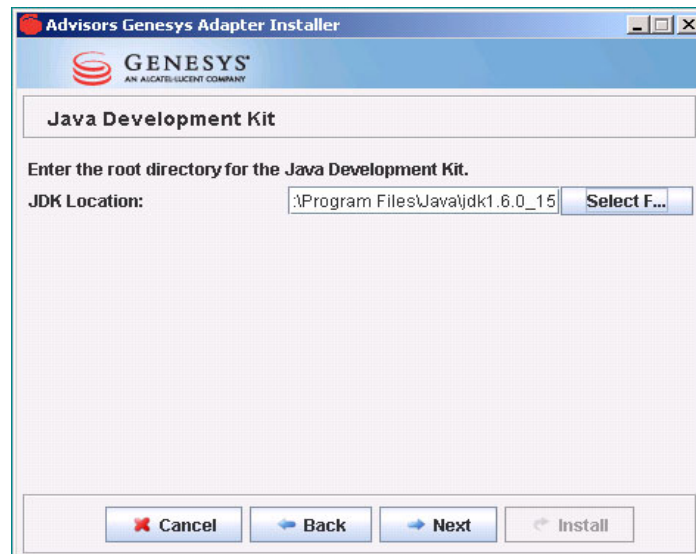 Advisors Genesys Adapter Installer
GENESYS
AN ALCATEL-LUCENT COMPANY
Java Development Kit
Enter the root directory for the Java Development Kit.
JDK Location: :\Program Files\Java\jdk1.6.0_15 Select F...
Cancel Back Next Install